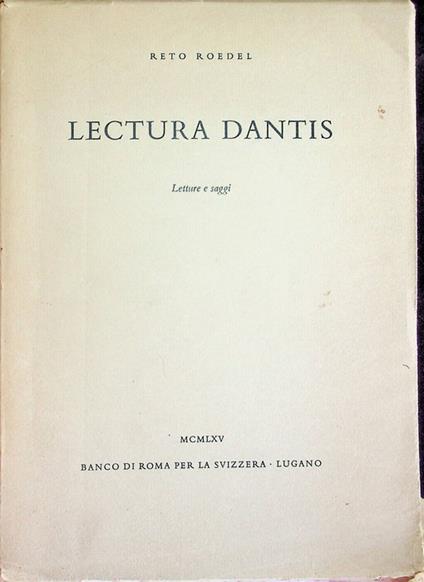 RETO ROEDEL
LECTURA DANTIS
Letture e saggi
MCMLXV
BANCO DI ROMA PER LA SVIZZERA · LUGANO